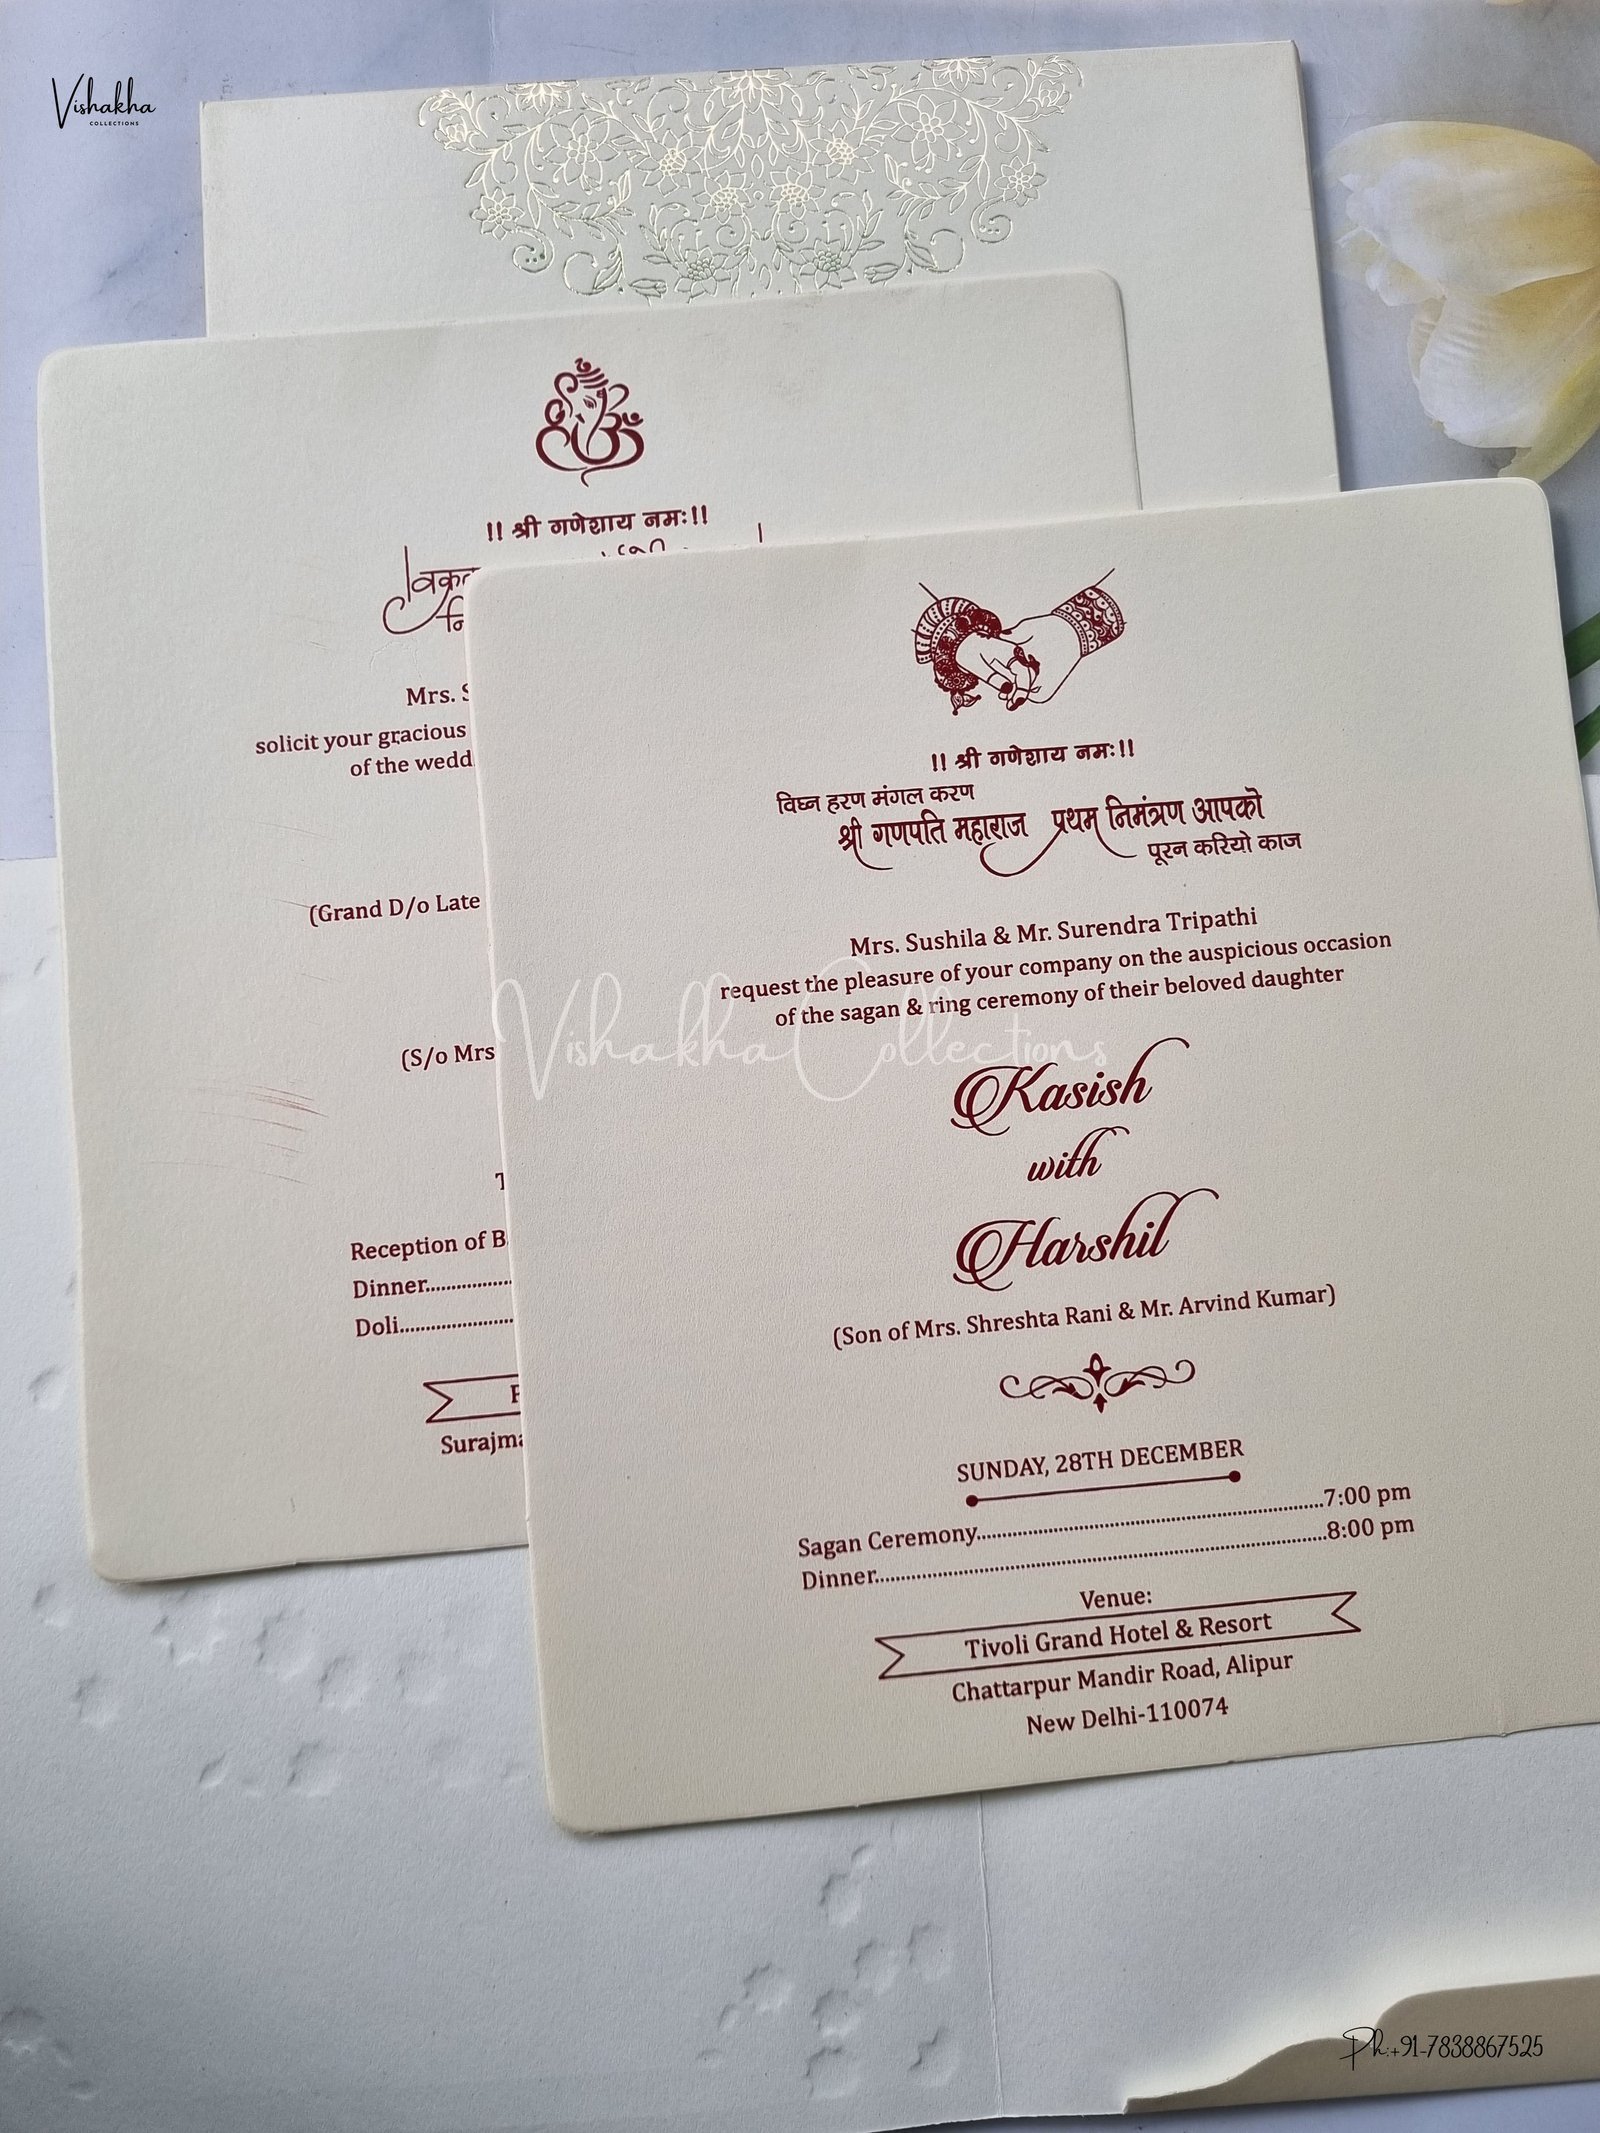 Vishakha
COLLECTIONS
!! श्री गणेशाय नमः!!
Mrs.
solicit your gracious
of the wedd
(Grand D/o Late
(S/o Mrs
Reception of B
Dinner....................
Doli.........................
Surajma
!! श्री गणेशाय नमः!!
विघ्न हरण मंगल करण
श्री गणपति महाराज प्रथम निमंत्रण आपको
पूरन करियो काज
Mrs. Sushila & Mr. Surendra Tripathi
request the pleasure of your company on the auspicious occasion
of the sagan & ring ceremony of their beloved daughter
Vishakha Collections
Kasish
with
Harshil
(Son of Mrs. Shreshta Rani & Mr. Arvind Kumar)
SUNDAY, 28TH DECEMBER
Sagan Ceremony....................................................................7:00 pm
Dinner........................................................................................8:00 pm
Venue:
Tivoli Grand Hotel & Resort
Chattarpur Mandir Road, Alipur
New Delhi-110074
Ph:+91-7838867525